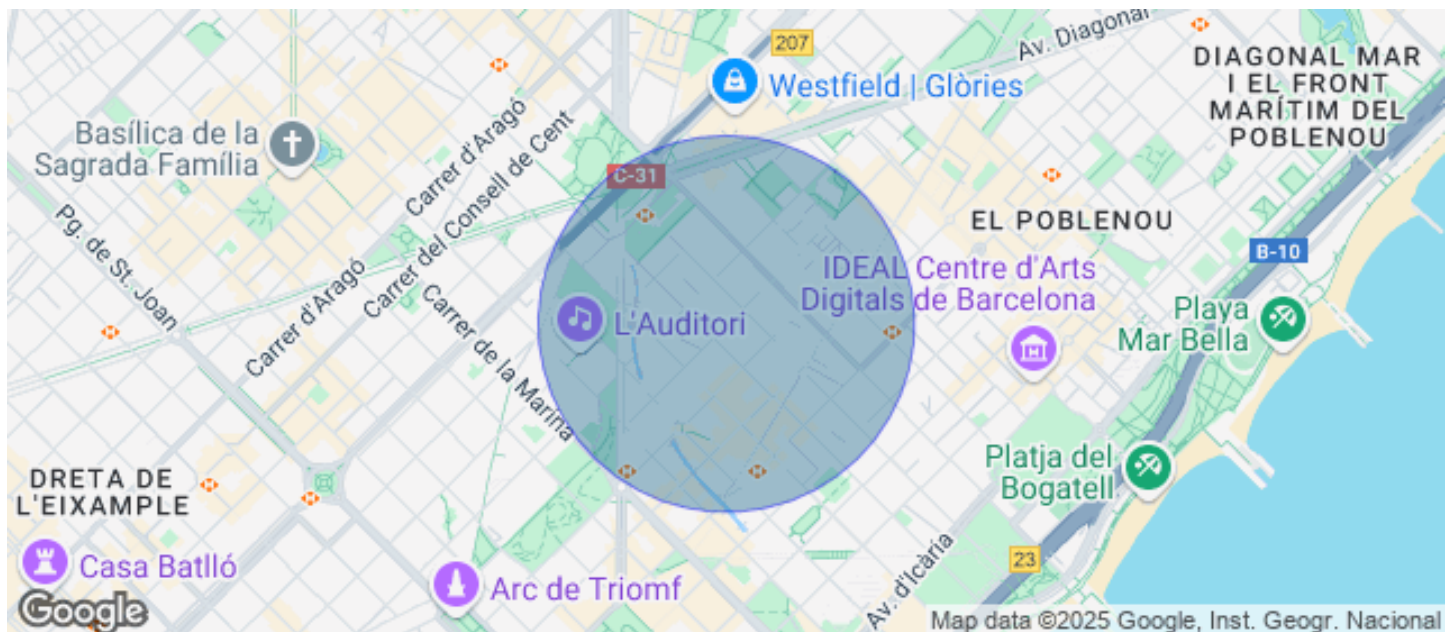 207
Av. Diagonal
DIAGONAL MAR
I EL FRONT
MARÍTIM DEL
POBLENOU
Westfield | Glòries
Basílica de la
Sagrada Família
Carrer d'Aragó
Carrer del Consell de Cent
C-31
Pg. de St. Joan
EL POBLENOU
B-10
IDEAL Centre d'Arts
Digitals de Barcelona
Carrer d'Aragó
Carrer de la Marina
L'Auditori
Playa
Mar Bella
DRETA DE
L'EIXAMPLE
Platja del
Bogatell
Casa Batlló
Arc de Triomf
23
Av. d'Icària
Google
Map data ©2025 Google, Inst. Geogr. Nacional